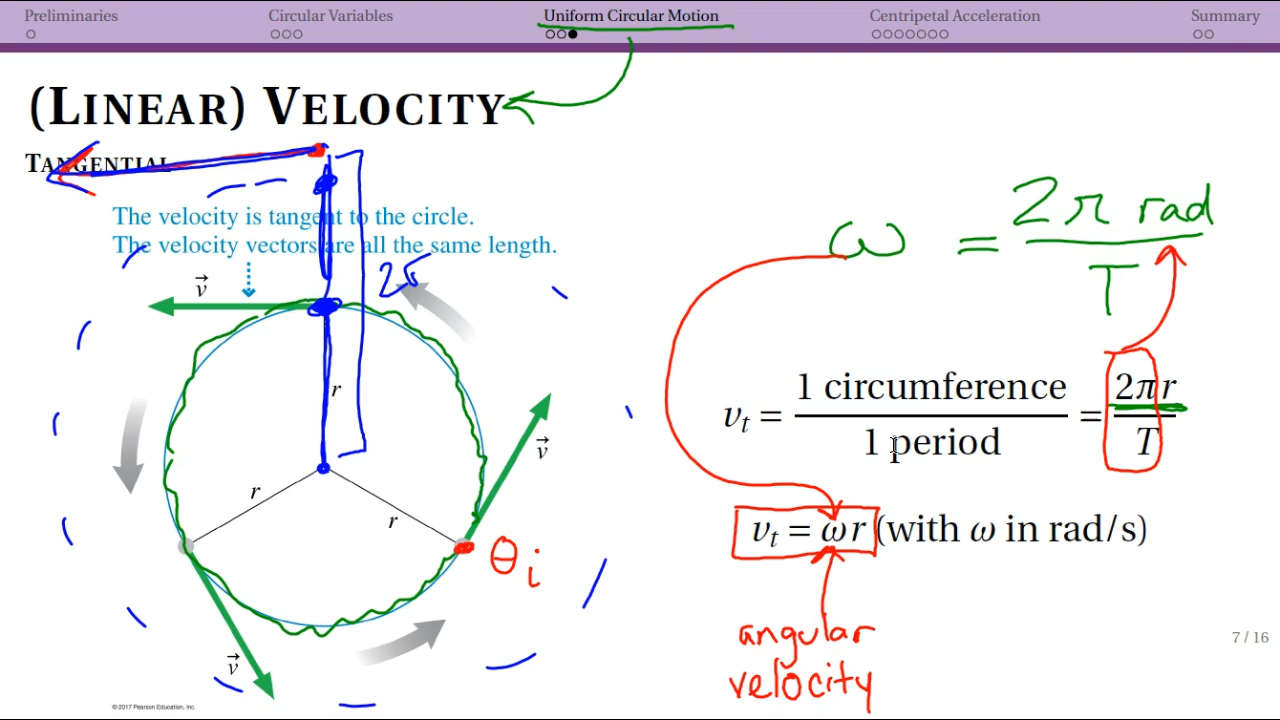 Preliminaries Circular Variables Uniform Circular Motion Centripetal Acceleration Summary
(LINEAR) VELOCITY
TANGENTIAL
The velocity is tangent to the circle.
The velocity vectors are all the same length.
v⃗
2r
r
v⃗
r
r
θi
v⃗
©2017 Pearson Education, Inc.
ω = 2π rad / T
vt = 1 circumference / 1 period = 2πr / T
vt = ωr (with ω in rad/s)
angular
velocity
7 / 16